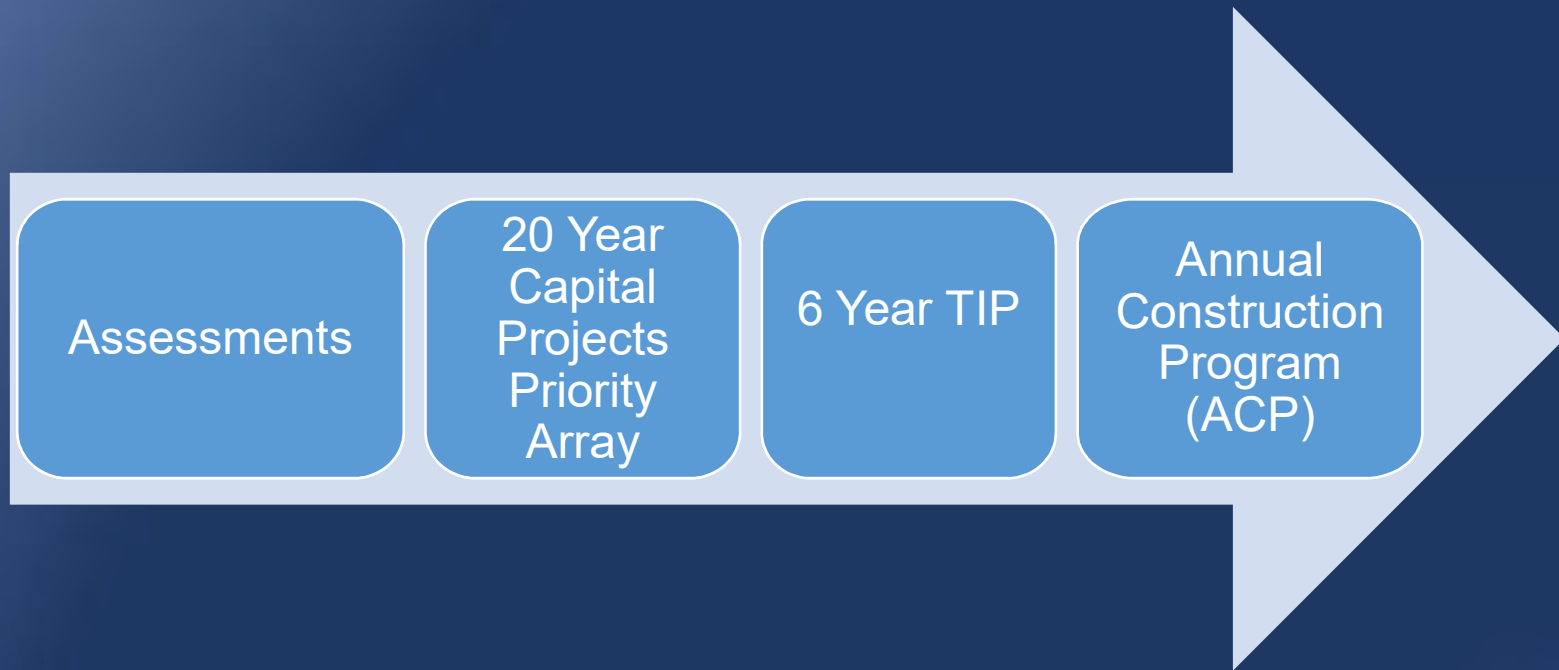 Assessments
20 Year
Capital
Projects
Priority
Array
6 Year TIP
Annual
Construction
Program
(ACP)